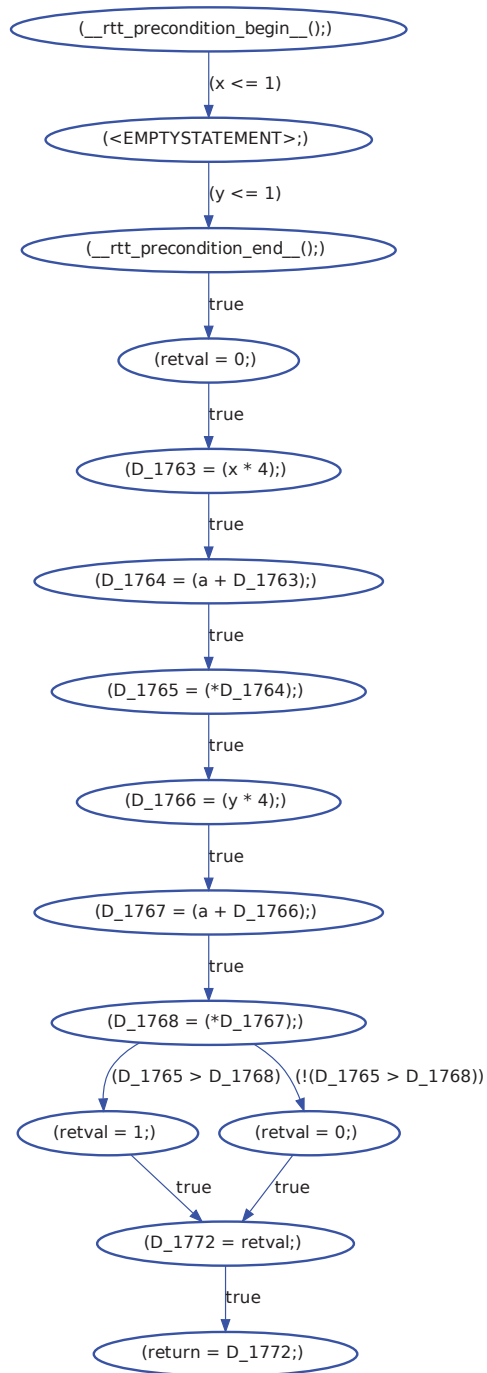 (__rtt_precondition_begin__();)
(x <= 1)
(<EMPTYSTATEMENT>;)
(y <= 1)
(__rtt_precondition_end__();)
true
(retval = 0;)
true
(D_1763 = (x * 4);)
true
(D_1764 = (a + D_1763);)
true
(D_1765 = (*D_1764);)
true
(D_1766 = (y * 4);)
true
(D_1767 = (a + D_1766);)
true
(D_1768 = (*D_1767);)
(D_1765 > D_1768) (!(D_1765 > D_1768))
(retval = 1;) (retval = 0;)
true true
(D_1772 = retval;)
true
(return = D_1772;)